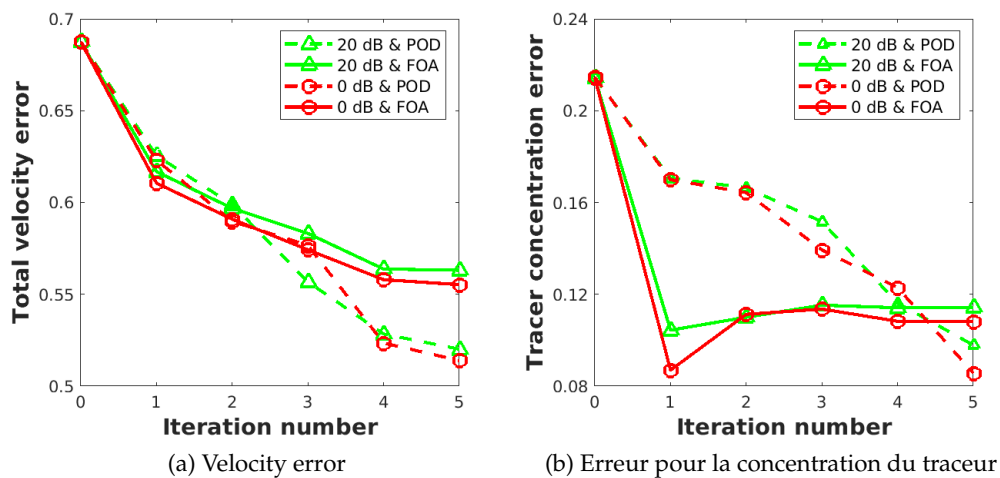 Total velocity error
0.7
0.65
0.6
0.55
0.5
20 dB & POD
20 dB & FOA
0 dB & POD
0 dB & FOA
0 1 2 3 4 5
Iteration number
(a) Velocity error
Tracer concentration error
0.24
0.2
0.16
0.12
0.08
20 dB & POD
20 dB & FOA
0 dB & POD
0 dB & FOA
0 1 2 3 4 5
Iteration number
(b) Erreur pour la concentration du traceur